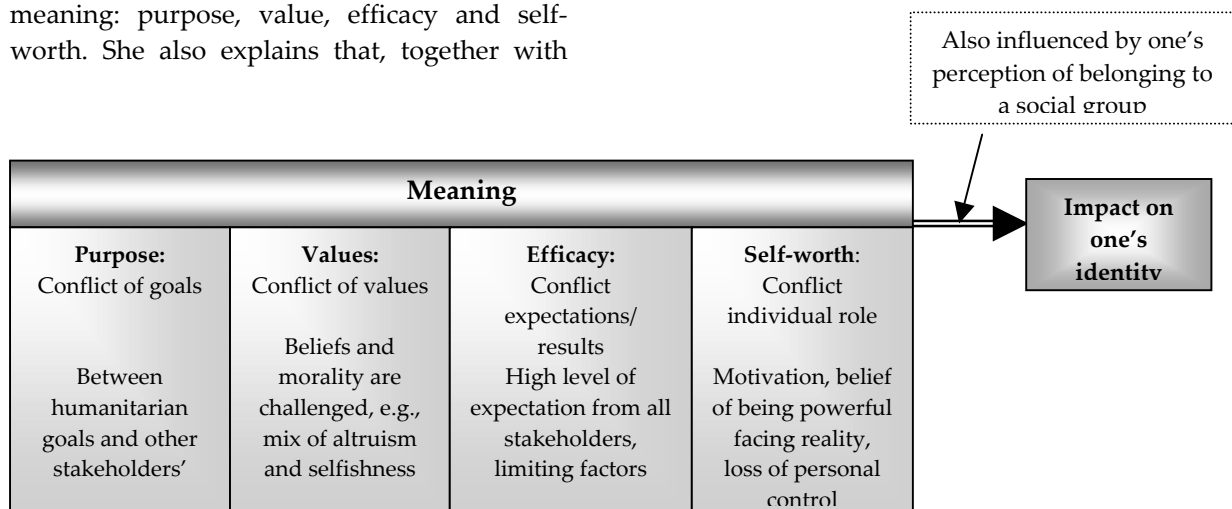 meaning: purpose, value, efficacy and self-
worth. She also explains that, together with
Also influenced by one’s
perception of belonging to
a social group
Meaning
Impact on
one’s
identity
Purpose:
Conflict of goals
Between
humanitarian
goals and other
stakeholders’
Values:
Conflict of values
Beliefs and
morality are
challenged, e.g.,
mix of altruism
and selfishness
Efficacy:
Conflict
expectations/
results
High level of
expectation from all
stakeholders,
limiting factors
Self-worth:
Conflict
individual role
Motivation, belief
of being powerful
facing reality,
loss of personal
control